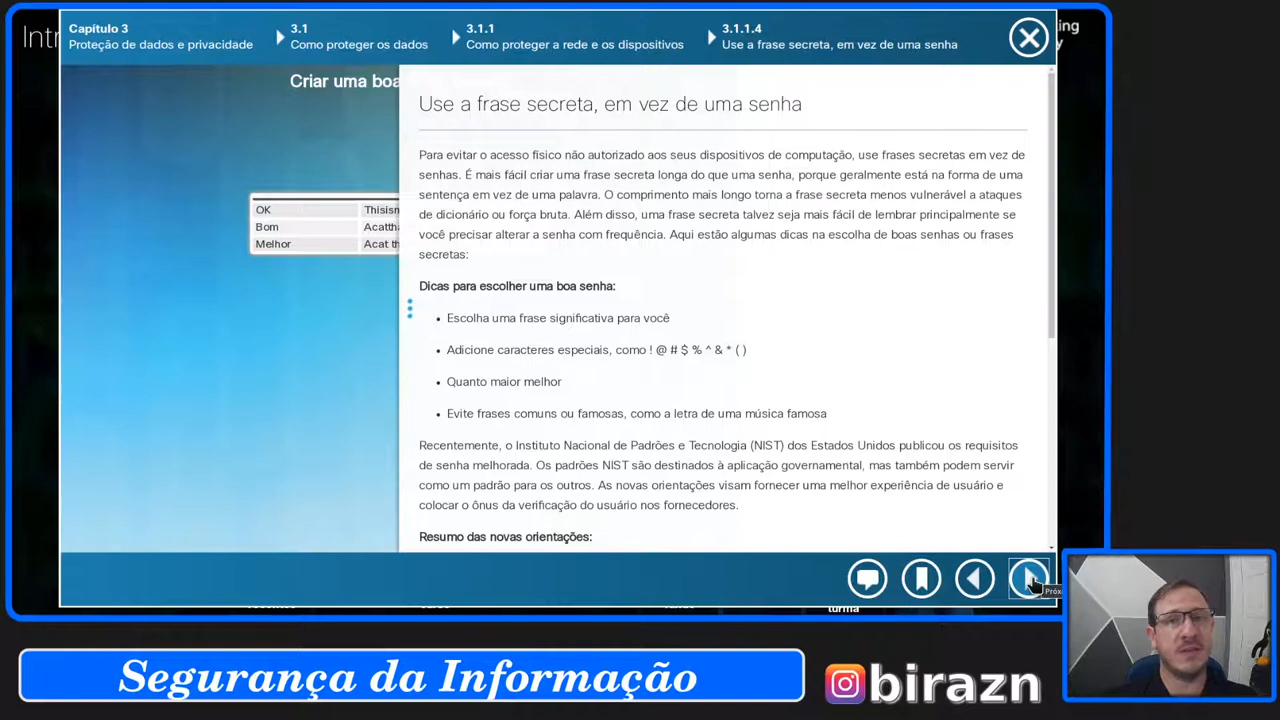 Capítulo 3
Proteção de dados e privacidade
3.1
Como proteger os dados
3.1.1
Como proteger a rede e os dispositivos
3.1.1.4
Use a frase secreta, em vez de uma senha
Intr
king
y
Criar uma boa
OK Thisisn
Bom Acattha
Melhor Acat th
Use a frase secreta, em vez de uma senha
Para evitar o acesso físico não autorizado aos seus dispositivos de computação, use frases secretas em vez de
senhas. É mais fácil criar uma frase secreta longa do que uma senha, porque geralmente está na forma de uma
sentença em vez de uma palavra. O comprimento mais longo torna a frase secreta menos vulnerável a ataques
de dicionário ou força bruta. Além disso, uma frase secreta talvez seja mais fácil de lembrar principalmente se
você precisar alterar a senha com frequência. Aqui estão algumas dicas na escolha de boas senhas ou frases
secretas:
Dicas para escolher uma boa senha:
• Escolha uma frase significativa para você
• Adicione caracteres especiais, como ! @ # $ % ^ & * ( )
• Quanto maior melhor
• Evite frases comuns ou famosas, como a letra de uma música famosa
Recentemente, o Instituto Nacional de Padrões e Tecnologia (NIST) dos Estados Unidos publicou os requisitos
de senha melhorada. Os padrões NIST são destinados à aplicação governamental, mas também podem servir
como um padrão para os outros. As novas orientações visam fornecer uma melhor experiência de usuário e
colocar o ônus da verificação do usuário nos fornecedores.
Resumo das novas orientações:
Próx
turma
Segurança da Informação
birazn